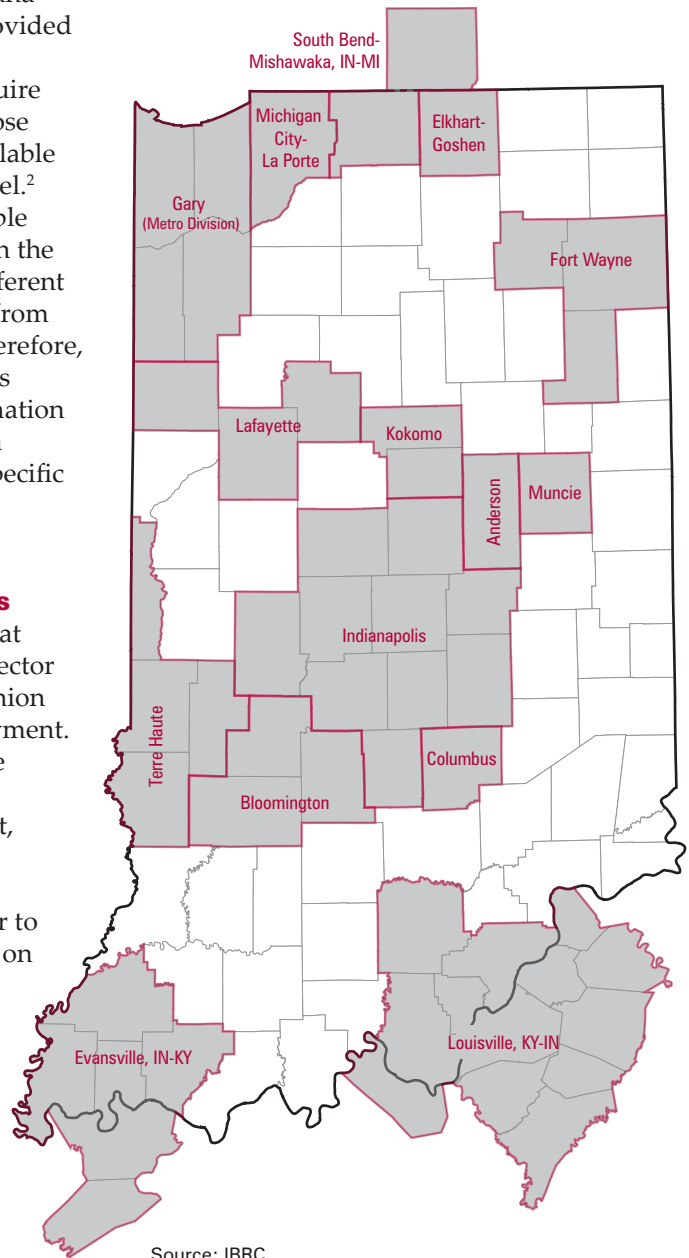 ovided
uire
ose
ilable
el.²
ble
n the
ferent
from
erefore,
s
nation
pecific
s
at
ector
nion
yment.
e
t,
r to
on
South Bend-
Mishawaka, IN-MI
Michigan
City-
La Porte
Elkhart-
Goshen
Gary
(Metro Division)
Fort Wayne
Lafayette
Kokomo
Anderson
Muncie
Indianapolis
Terre Haute
Columbus
Bloomington
Evansville, IN-KY
Louisville, KY-IN
Source: IBRC